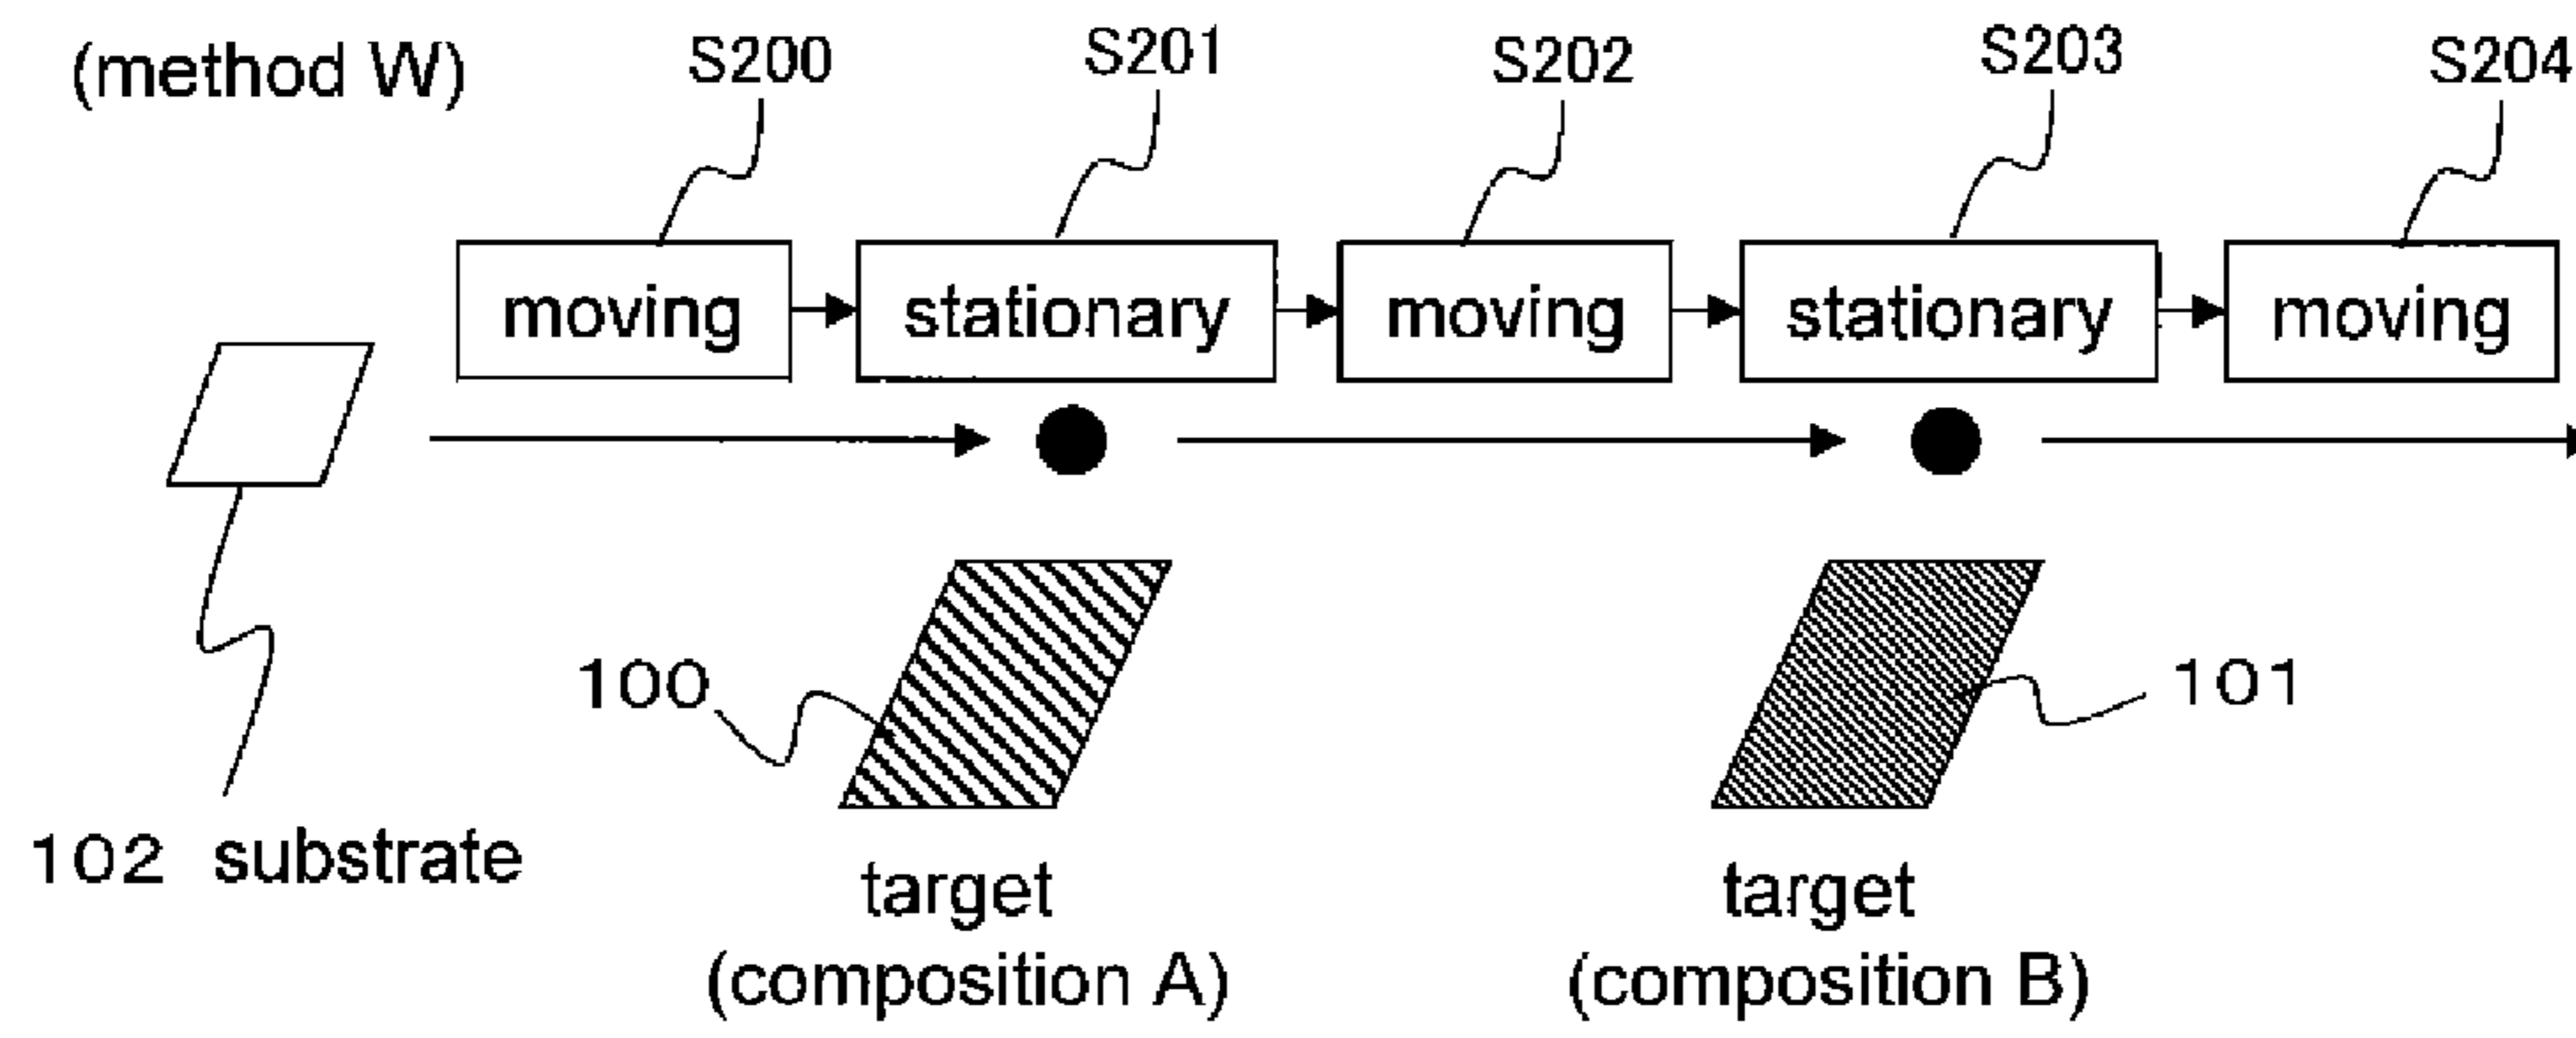 (method W)
S200
S201
S202
S203
S204
moving
stationary
moving
stationary
moving
100
101
102 substrate
target
(composition A)
target
(composition B)